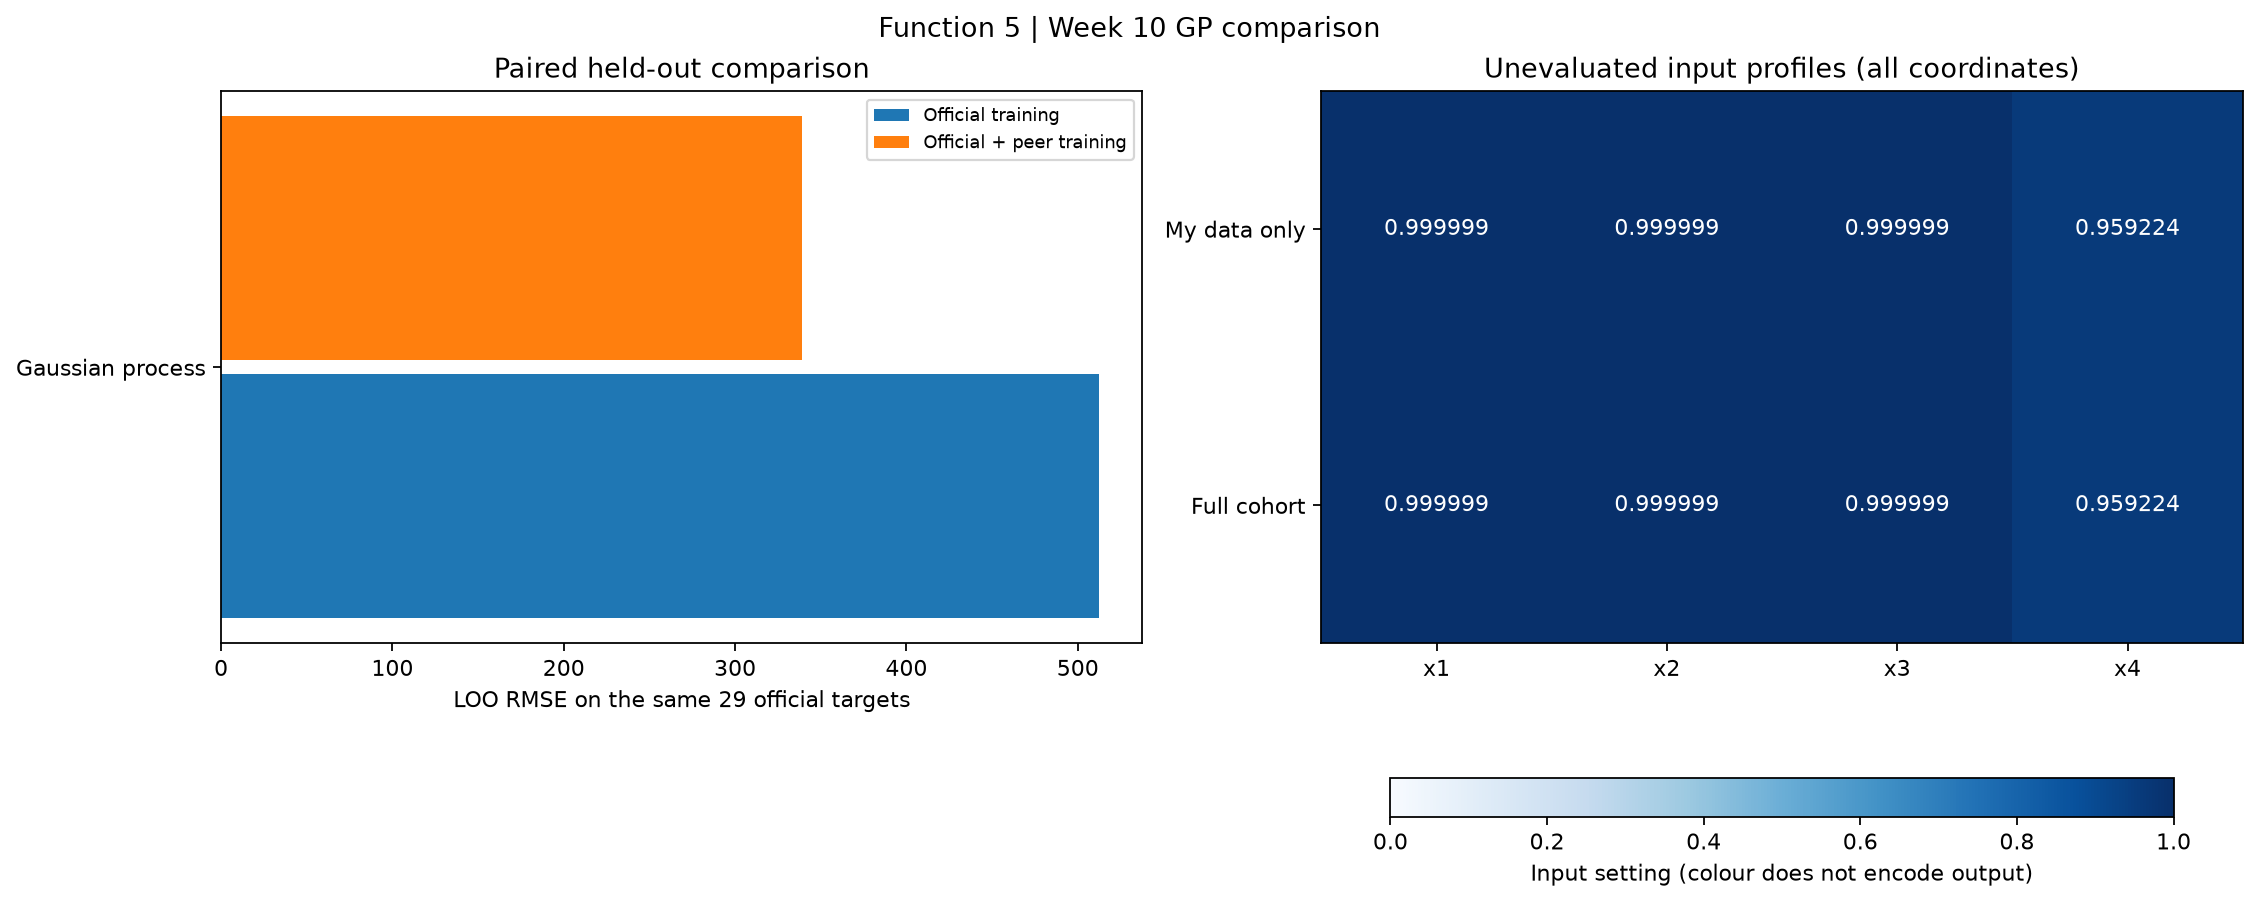 Function 5 | Week 10 GP comparison
Paired held-out comparison
Official training
Official + peer training
Gaussian process
0 100 200 300 400 500
LOO RMSE on the same 29 official targets
Unevaluated input profiles (all coordinates)
My data only 0.999999 0.999999 0.999999 0.959224
Full cohort 0.999999 0.999999 0.999999 0.959224
x1 x2 x3 x4
0.0 0.2 0.4 0.6 0.8 1.0
Input setting (colour does not encode output)